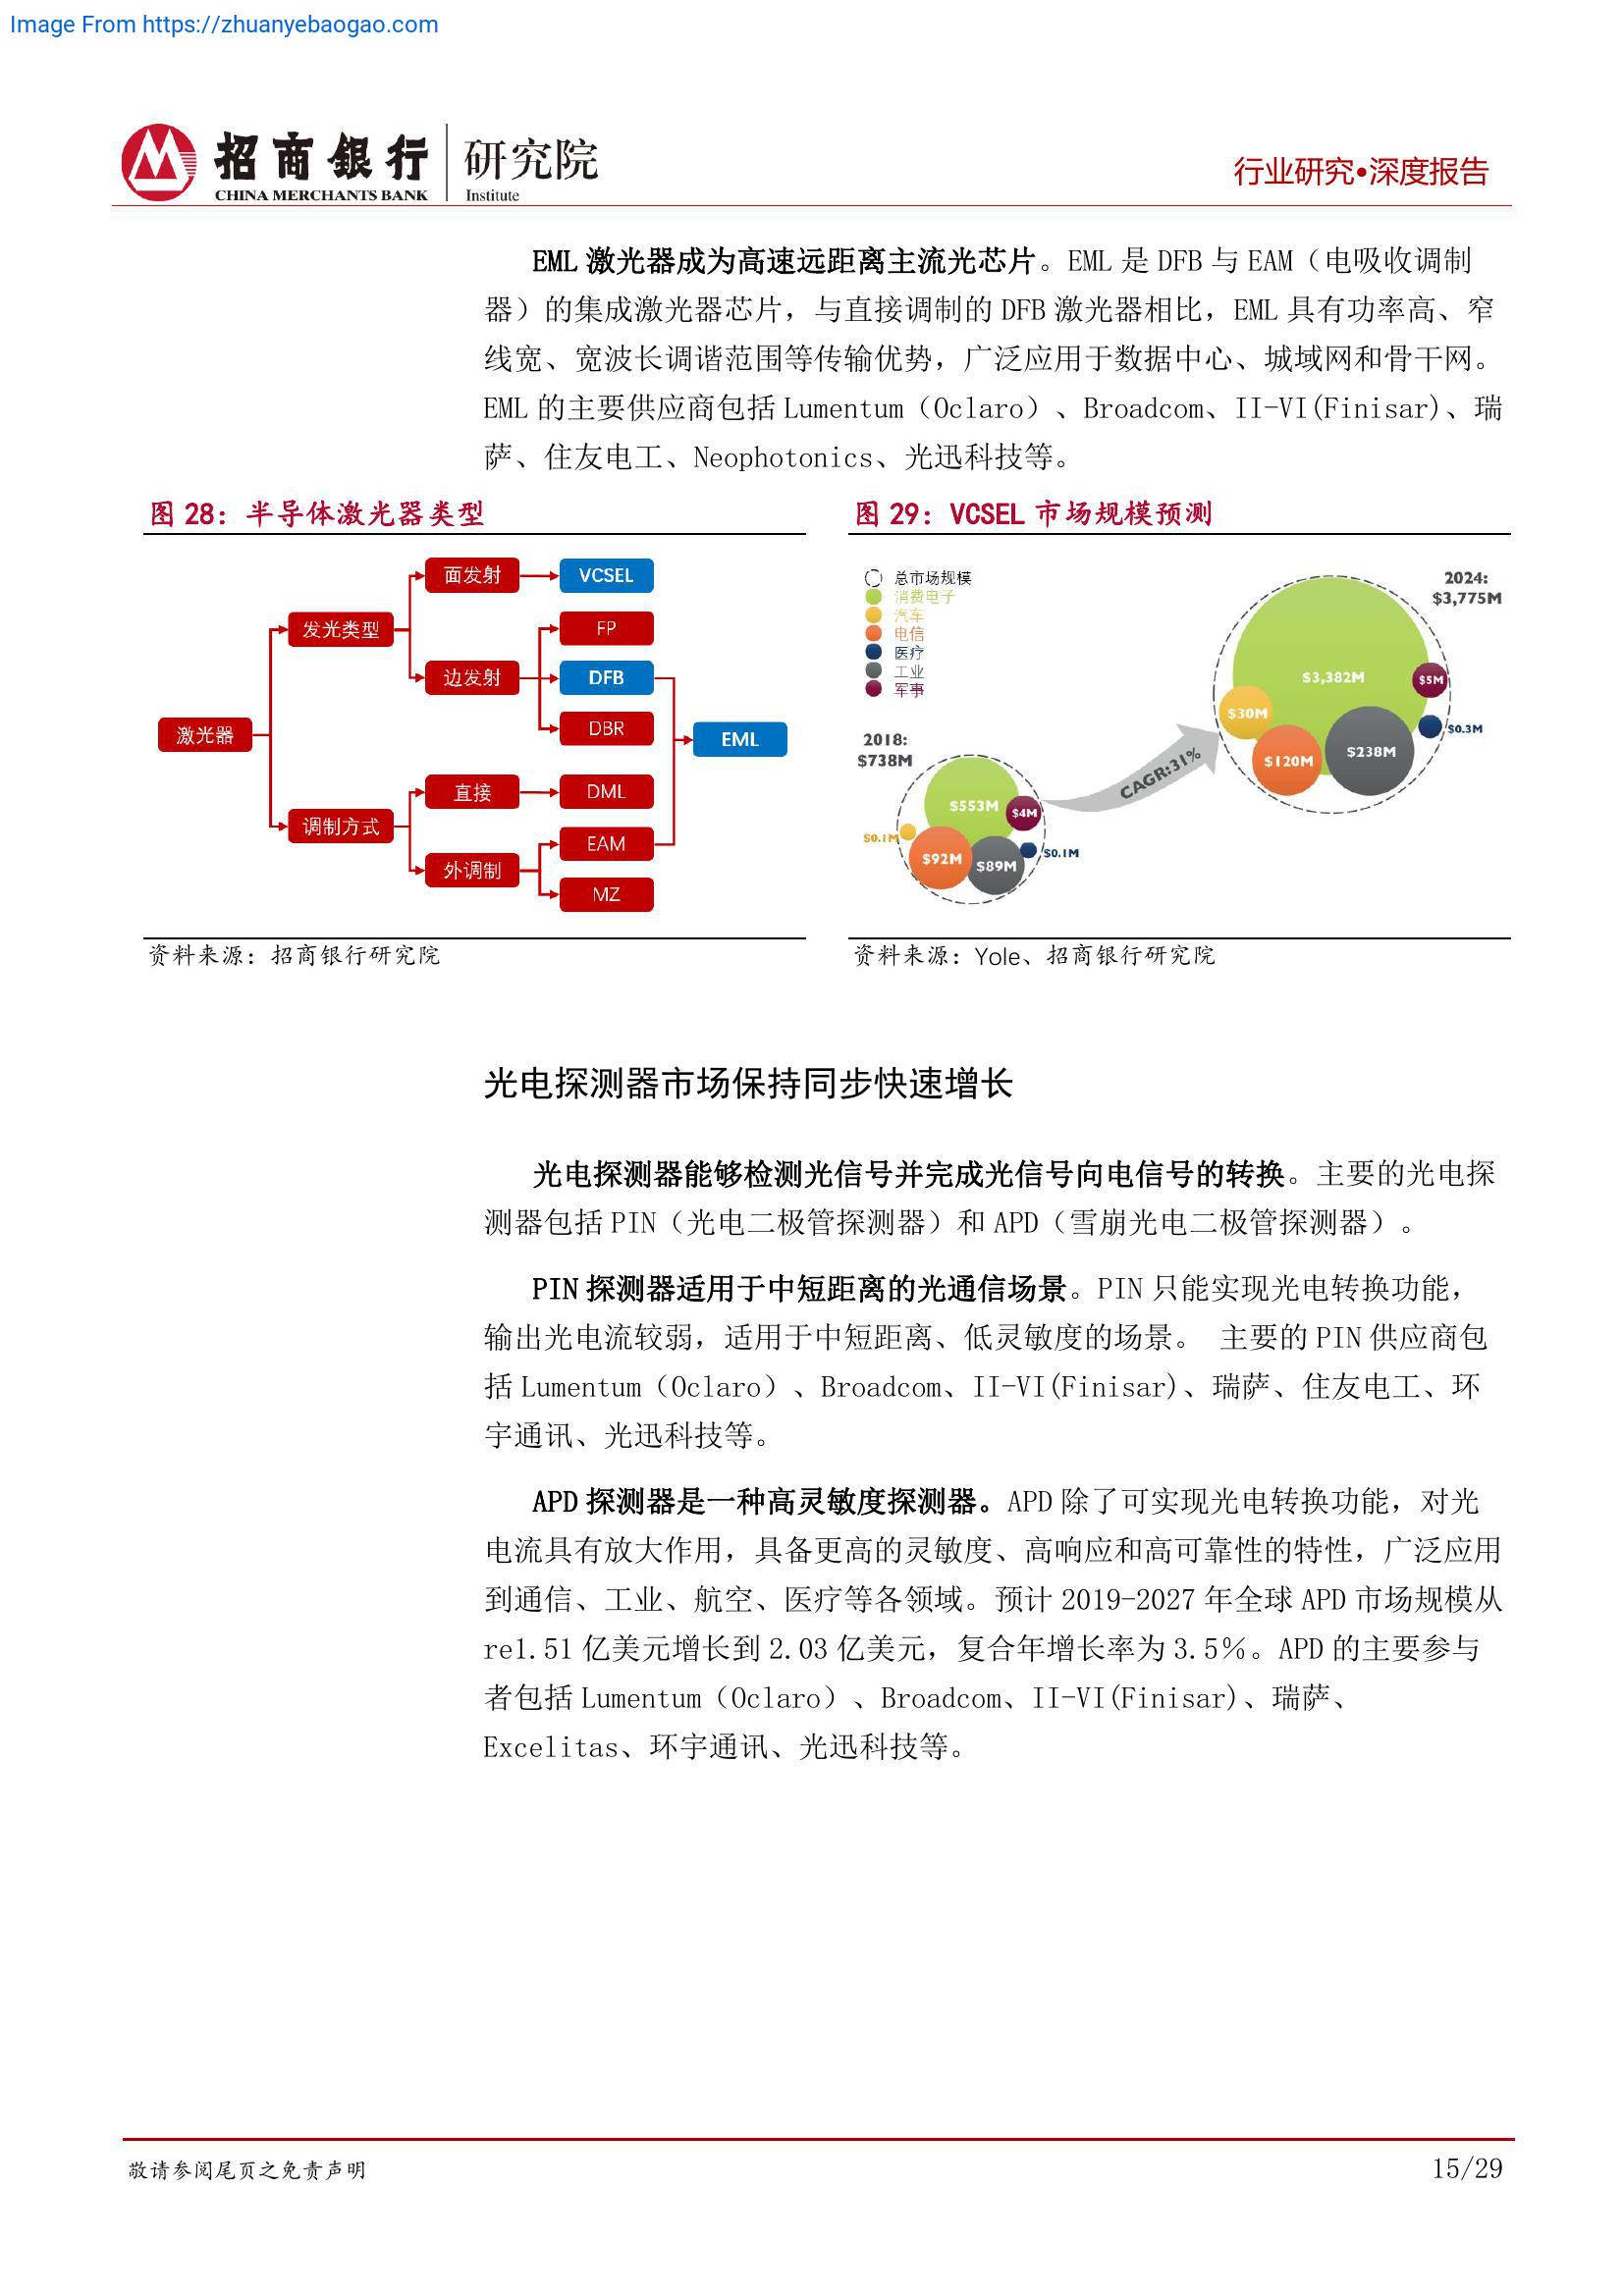 Image From https://zhuanyebaogao.com
招商銀行 研究院
CHINA MERCHANTS BANK Institute
行业研究•深度报告
EML 激光器成为高速远距离主流光芯片。EML 是 DFB 与 EAM（电吸收调制
器）的集成激光器芯片，与直接调制的 DFB 激光器相比，EML 具有功率高、窄
线宽、宽波长调谐范围等传输优势，广泛应用于数据中心、城域网和骨干网。
EML 的主要供应商包括 Lumentum（Oclaro）、Broadcom、II-VI(Finisar)、瑞
萨、住友电工、Neophotonics、光迅科技等。
图 28：半导体激光器类型
激光器
发光类型
调制方式
面发射
边发射
直接
外调制
VCSEL
FP
DFB
DBR
DML
EAM
MZ
EML
资料来源：招商银行研究院
图 29：VCSEL 市场规模预测
总市场规模
消费电子
汽车
电信
医疗
工业
军事
2018:
$738M
$553M
$4M
$0.1M
$92M
$89M
$0.1M
CAGR:31%
2024:
$3,775M
$3,382M
$5M
$30M
$0.3M
$120M
$238M
资料来源：Yole、招商银行研究院
光电探测器市场保持同步快速增长
光电探测器能够检测光信号并完成光信号向电信号的转换。主要的光电探
测器包括 PIN（光电二极管探测器）和 APD（雪崩光电二极管探测器）。
PIN 探测器适用于中短距离的光通信场景。PIN 只能实现光电转换功能，
输出光电流较弱，适用于中短距离、低灵敏度的场景。 主要的 PIN 供应商包
括 Lumentum（Oclaro）、Broadcom、II-VI(Finisar)、瑞萨、住友电工、环
宇通讯、光迅科技等。
APD 探测器是一种高灵敏度探测器。APD 除了可实现光电转换功能，对光
电流具有放大作用，具备更高的灵敏度、高响应和高可靠性的特性，广泛应用
到通信、工业、航空、医疗等各领域。预计 2019-2027 年全球 APD 市场规模从
re1.51 亿美元增长到 2.03 亿美元，复合年增长率为 3.5%。APD 的主要参与
者包括 Lumentum（Oclaro）、Broadcom、II-VI(Finisar)、瑞萨、
Excelitas、环宇通讯、光迅科技等。
敬请参阅尾页之免责声明
15/29